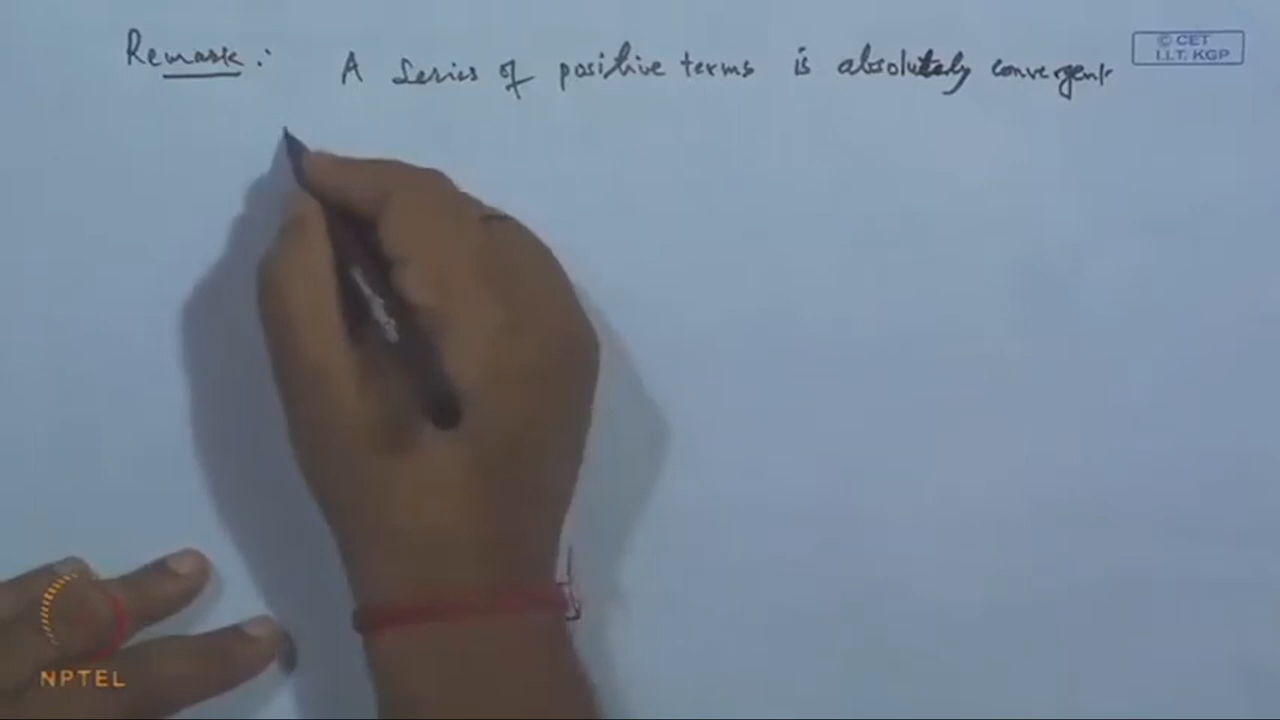 Remark: A series of positive terms is absolutely convergent
© CET
I.I.T. KGP
NPTEL